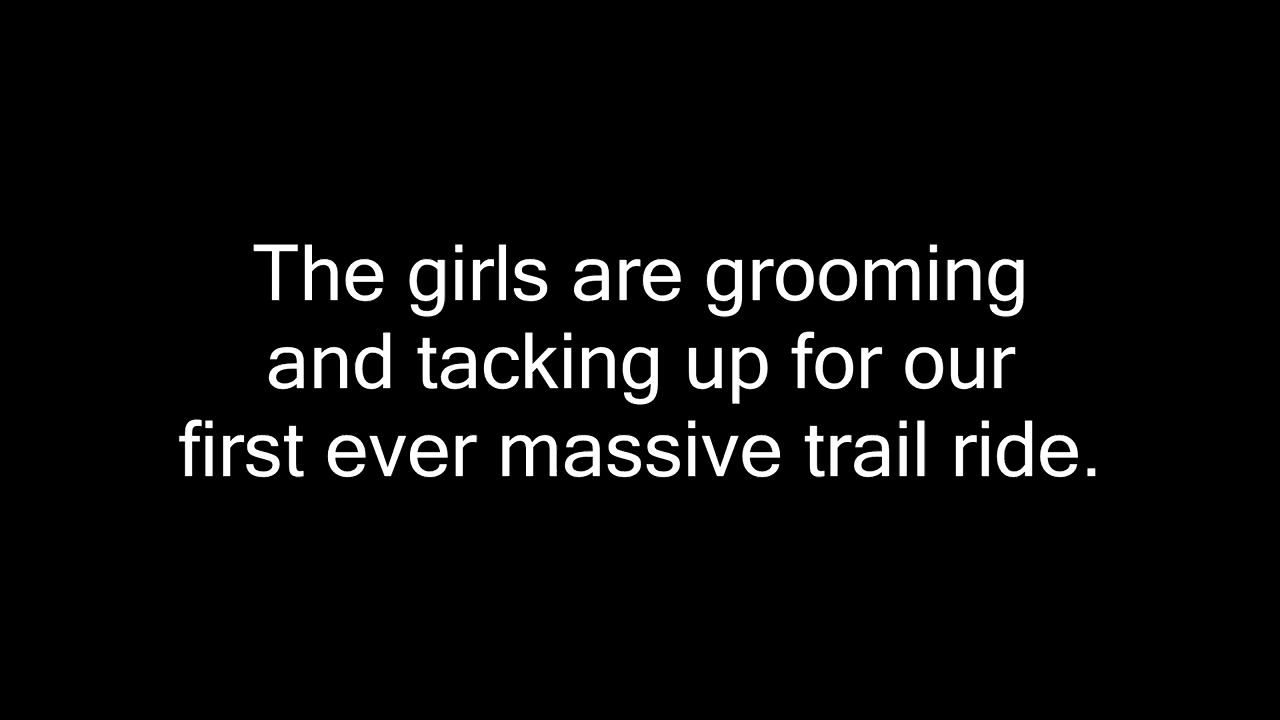 The girls are grooming
and tacking up for our
first ever massive trail ride.